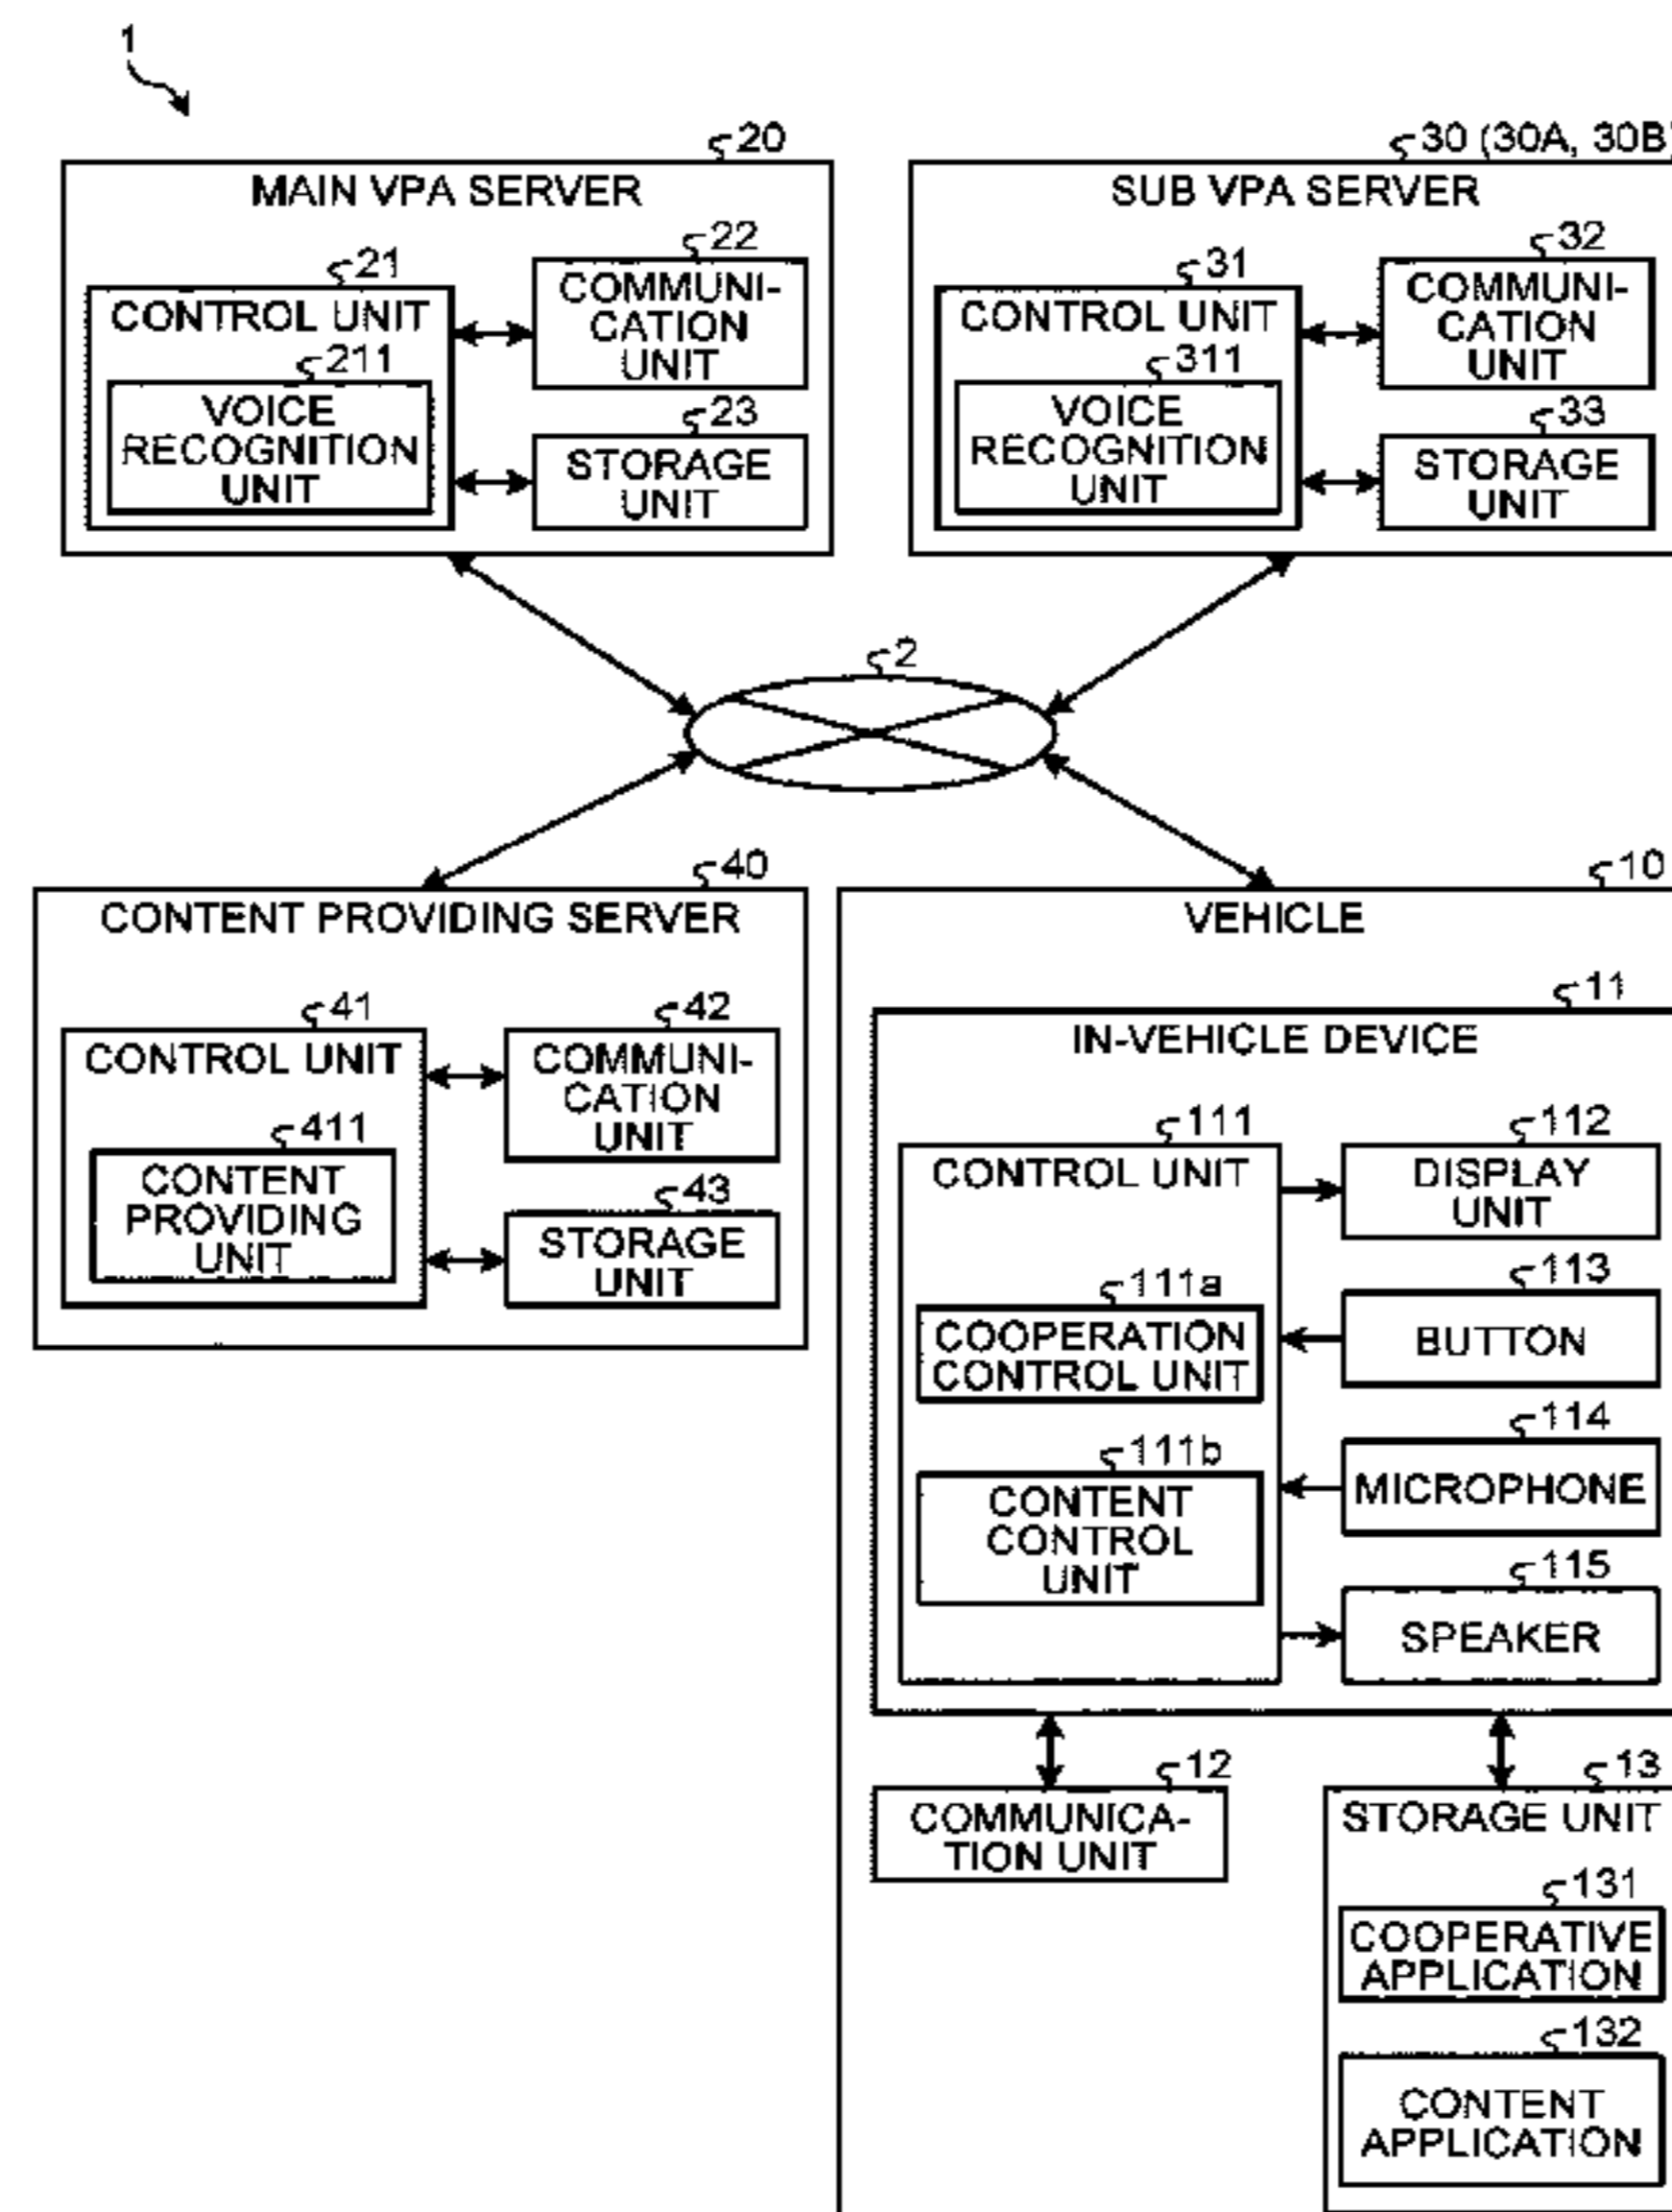 1
20
MAIN VPA SERVER
21
CONTROL UNIT
211
VOICE
RECOGNITION
UNIT
22
COMMUNI-
CATION
UNIT
23
STORAGE
UNIT
30 (30A, 30B)
SUB VPA SERVER
31
CONTROL UNIT
311
VOICE
RECOGNITION
UNIT
32
COMMUNI-
CATION
UNIT
33
STORAGE
UNIT
2
40
CONTENT PROVIDING SERVER
41
CONTROL UNIT
411
CONTENT
PROVIDING
UNIT
42
COMMUNI-
CATION
UNIT
43
STORAGE
UNIT
10
VEHICLE
11
IN-VEHICLE DEVICE
111
CONTROL UNIT
111a
COOPERATION
CONTROL UNIT
111b
CONTENT
CONTROL
UNIT
112
DISPLAY
UNIT
113
BUTTON
114
MICROPHONE
115
SPEAKER
12
COMMUNICA-
TION UNIT
13
STORAGE UNIT
131
COOPERATIVE
APPLICATION
132
CONTENT
APPLICATION